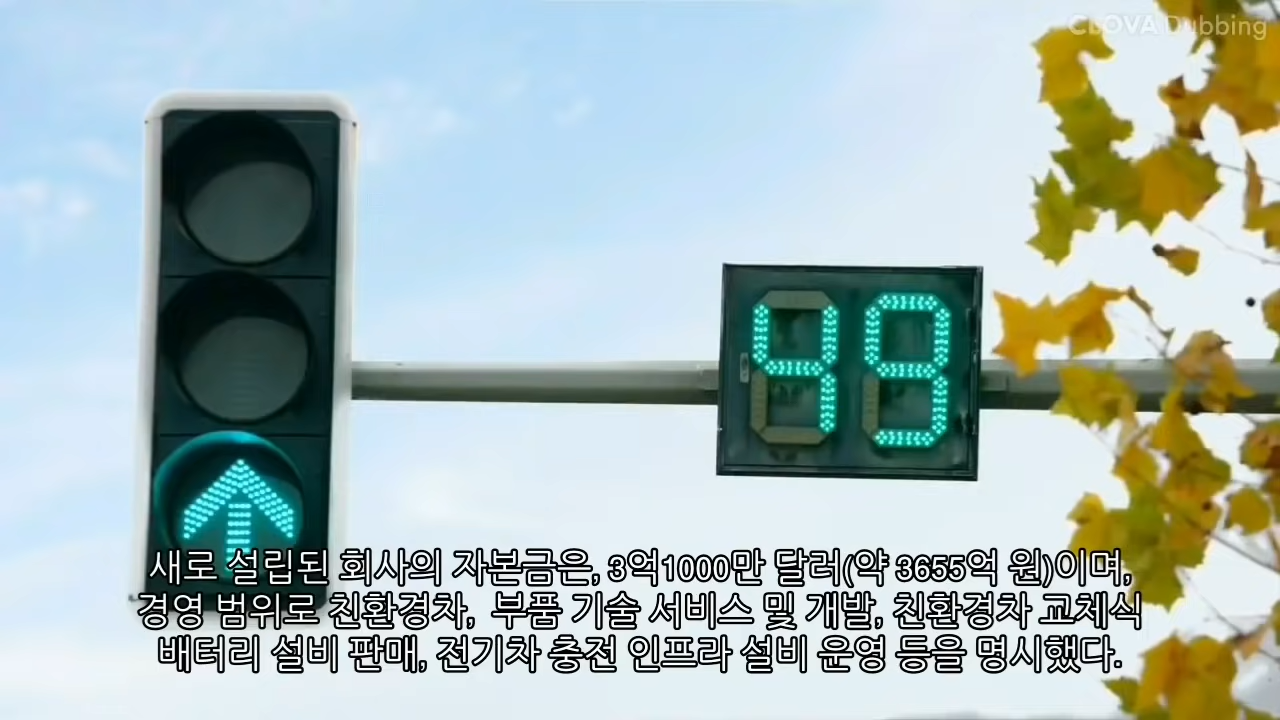 CLOVA Dubbing
49
새로 설립된 회사의 자본금은, 3억1000만 달러(약 3655억 원)이며,
경영 범위로 친환경차, 부품 기술 서비스 및 개발, 친환경차 교체식
배터리 설비 판매, 전기차 충전 인프라 설비 운영 등을 명시했다.